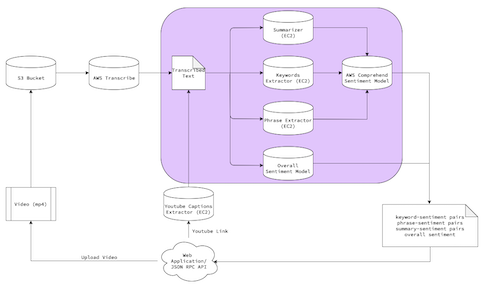 Summarizer
(EC2)
S3 Bucket
AWS Transcribe
Transcribed
Text
Keywords
Extractor (EC2)
AWS Comprehend
Sentiment Model
Phrase Extractor
(EC2)
Overall
Sentiment Model
Video (mp4)
Youtube Captions
Extractor (EC2)
keyword-sentiment pairs
phrase-sentiment pairs
summary-sentiment pairs
overall sentiment
Youtube Link
Upload Video
Web
Application/
JSON RPC API